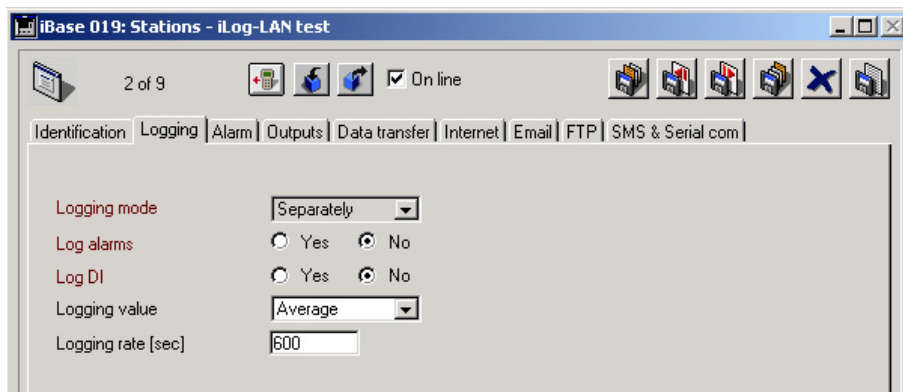 iBase 019: Stations - iLog-LAN test
2 of 9
On line
Identification Logging Alarm Outputs Data transfer Internet Email FTP SMS & Serial com
Logging mode Separately
Log alarms Yes No
Log DI Yes No
Logging value Average
Logging rate [sec] 600